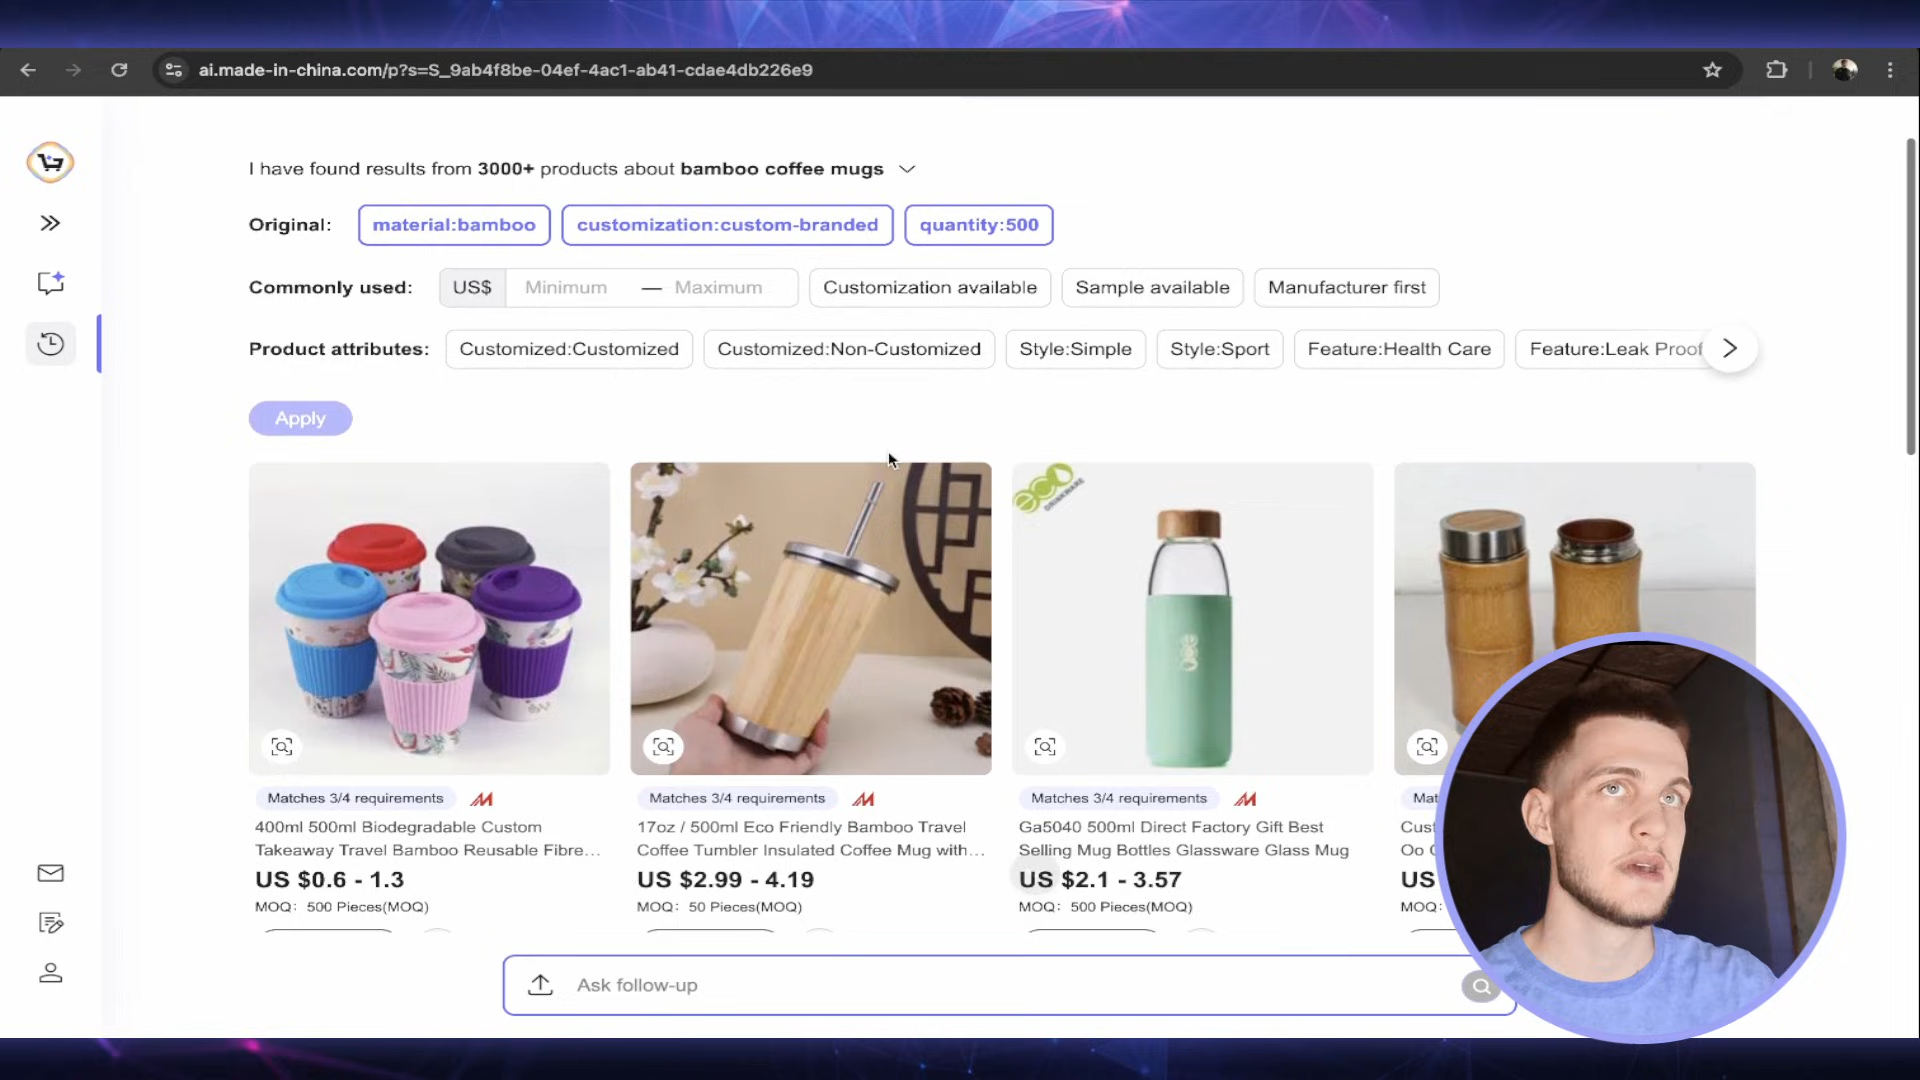 ai.made-in-china.com/p?s=S_9ab4f8be-04ef-4ac1-ab41-cdae4db226e9
I have found results from 3000+ products about bamboo coffee mugs
Original: material:bamboo customization:custom-branded quantity:500
Commonly used: US$ Minimum — Maximum Customization available Sample available Manufacturer first
Product attributes: Customized:Customized Customized:Non-Customized Style:Simple Style:Sport Feature:Health Care Feature:Leak Proof
Apply
eco
DRINKWARE
Matches 3/4 requirements
400ml 500ml Biodegradable Custom
Takeaway Travel Bamboo Reusable Fibre...
US $0.6 - 1.3
MOQ: 500 Pieces(MOQ)
Matches 3/4 requirements
17oz / 500ml Eco Friendly Bamboo Travel
Coffee Tumbler Insulated Coffee Mug with...
US $2.99 - 4.19
MOQ: 50 Pieces(MOQ)
Matches 3/4 requirements
Ga5040 500ml Direct Factory Gift Best
Selling Mug Bottles Glassware Glass Mug
US $2.1 - 3.57
MOQ: 500 Pieces(MOQ)
US
MOQ:
Ask follow-up